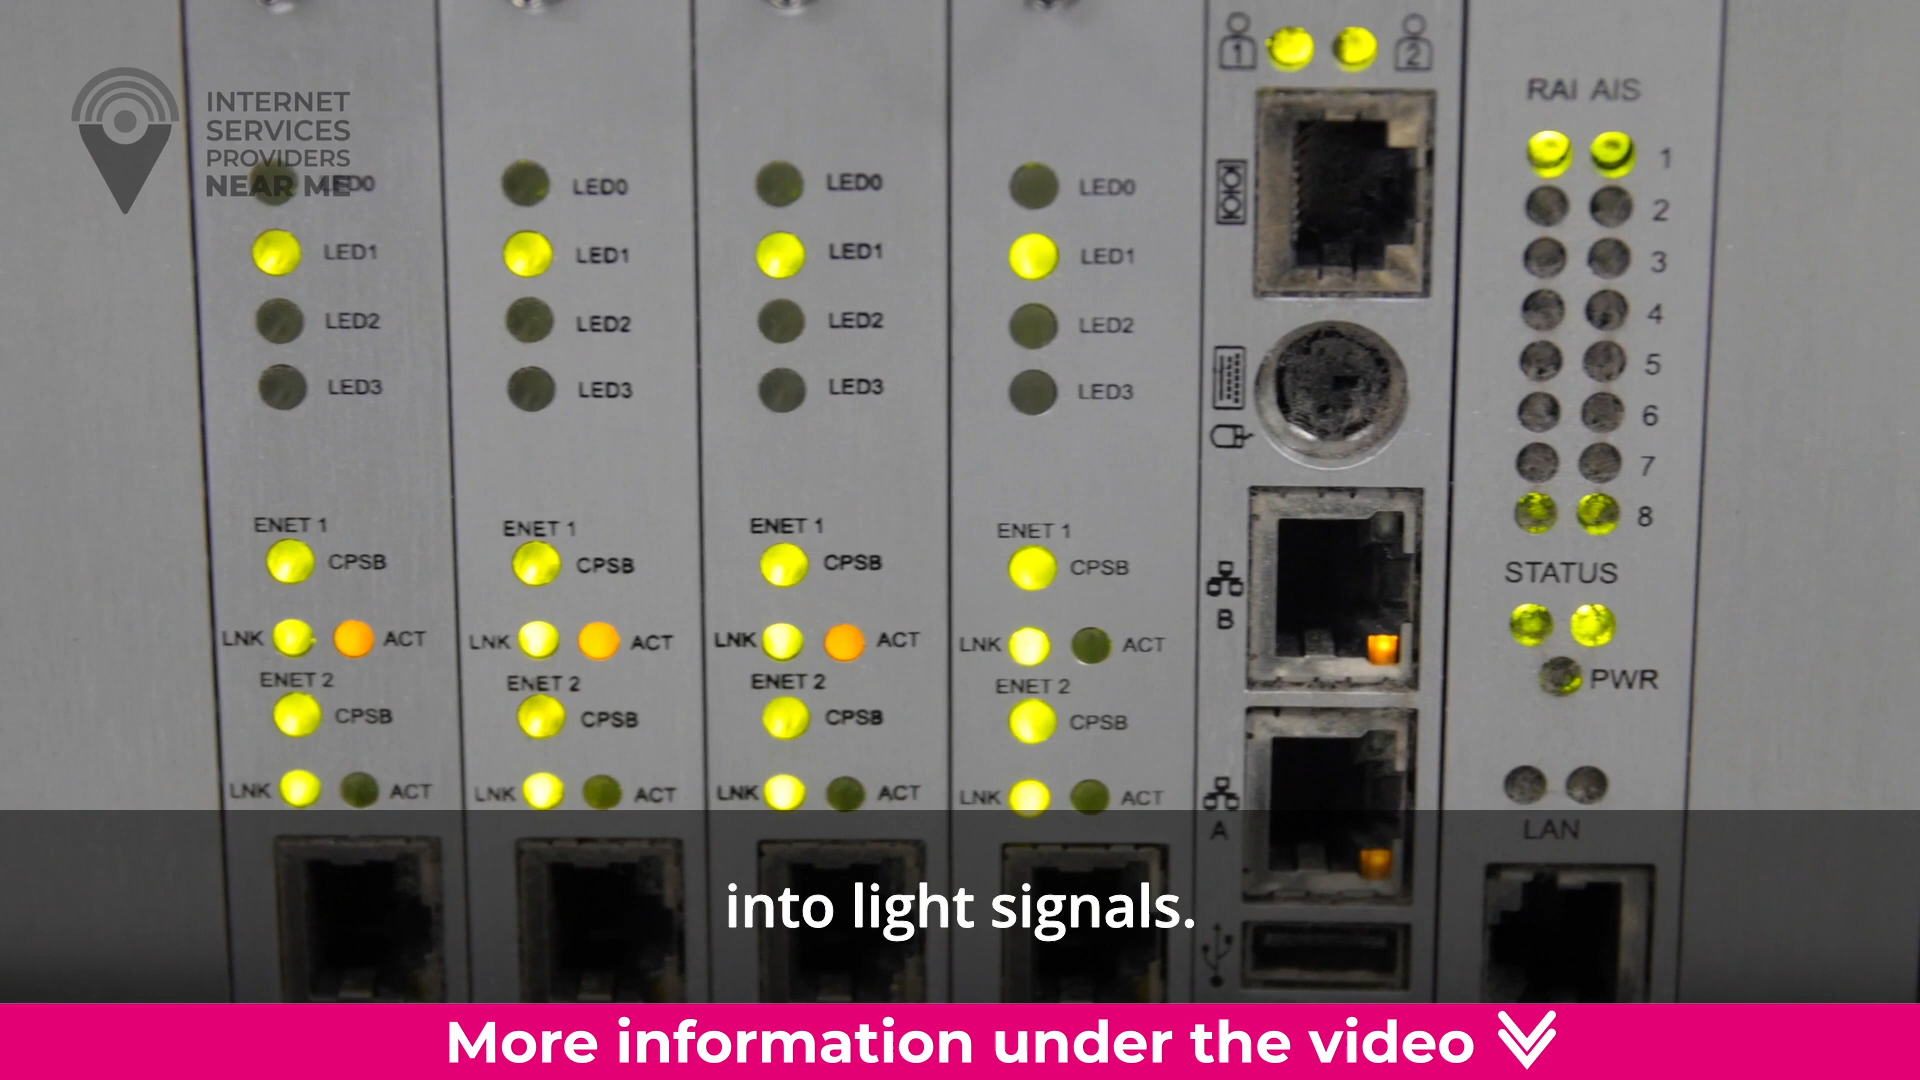 INTERNET
SERVICES
PROVIDERS
NEAR ME
1 2
RAI AIS
1
2
3
4
5
6
7
8
STATUS
PWR
LAN
LED0 LED0 LED0 LED0
LED1 LED1 LED1 LED1
LED2 LED2 LED2 LED2
LED3 LED3 LED3 LED3
ENET 1 ENET 1 ENET 1 ENET 1
CPSB CPSB CPSB CPSB
LNK ACT LNK ACT LNK ACT LNK ACT
ENET 2 ENET 2 ENET 2 ENET 2
CPSB CPSB CPSB CPSB
LNK ACT LNK ACT LNK ACT LNK ACT
B
A
into light signals.
More information under the video